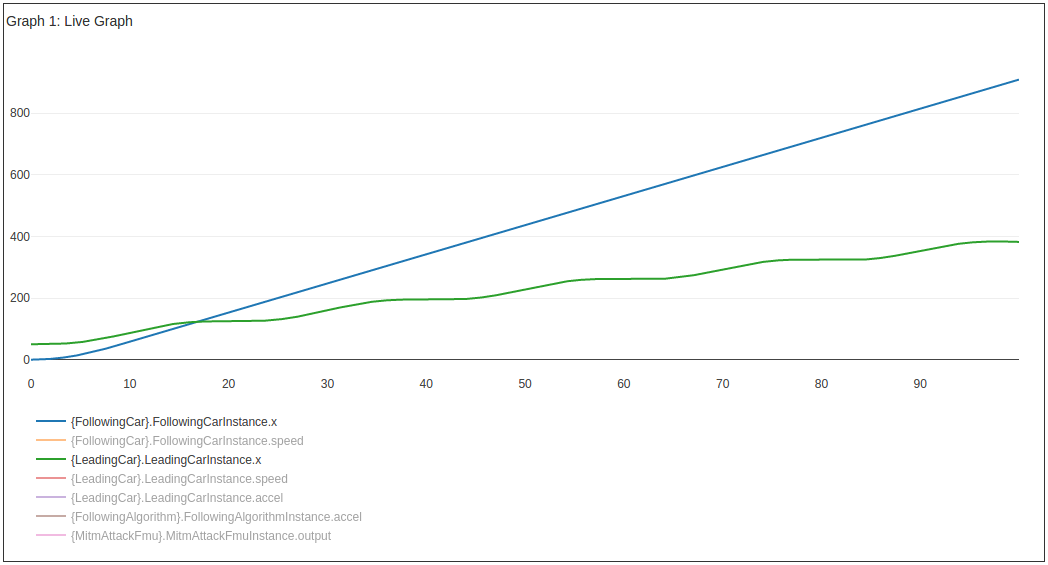 Graph 1: Live Graph
800
600
400
200
0
0 10 20 30 40 50 60 70 80 90
{FollowingCar}.FollowingCarInstance.x
{FollowingCar}.FollowingCarInstance.speed
{LeadingCar}.LeadingCarInstance.x
{LeadingCar}.LeadingCarInstance.speed
{LeadingCar}.LeadingCarInstance.accel
{FollowingAlgorithm}.FollowingAlgorithmInstance.accel
{MitmAttackFmu}.MitmAttackFmuInstance.output